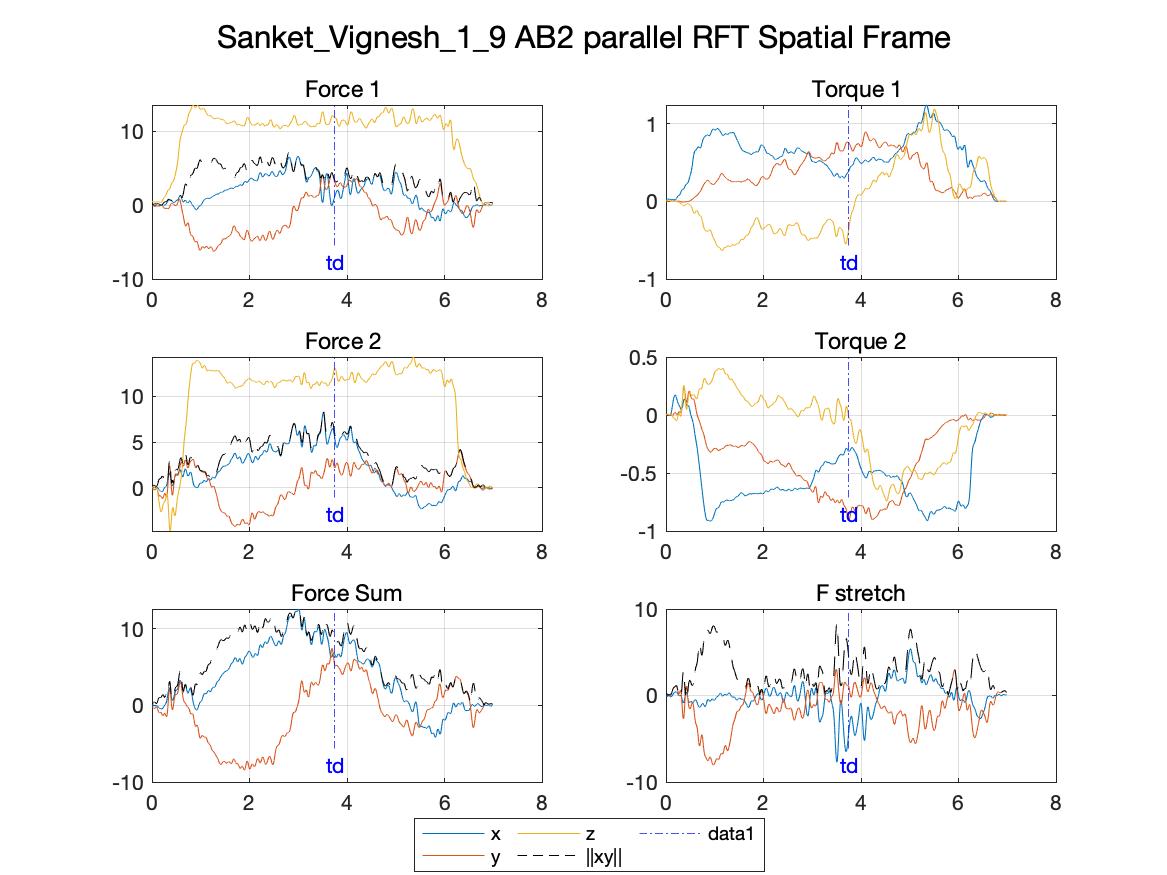 Sanket_Vignesh_1_9 AB2 parallel RFT Spatial Frame
Force 1
10
0
-10
td
0 2 4 6 8
Torque 1
1
0
-1
td
0 2 4 6 8
Force 2
10
5
0
td
0 2 4 6 8
Torque 2
0.5
0
-0.5
-1
td
0 2 4 6 8
Force Sum
10
0
-10
td
0 2 4 6 8
F stretch
10
0
-10
td
0 2 4 6 8
x z data1
y ||xy||